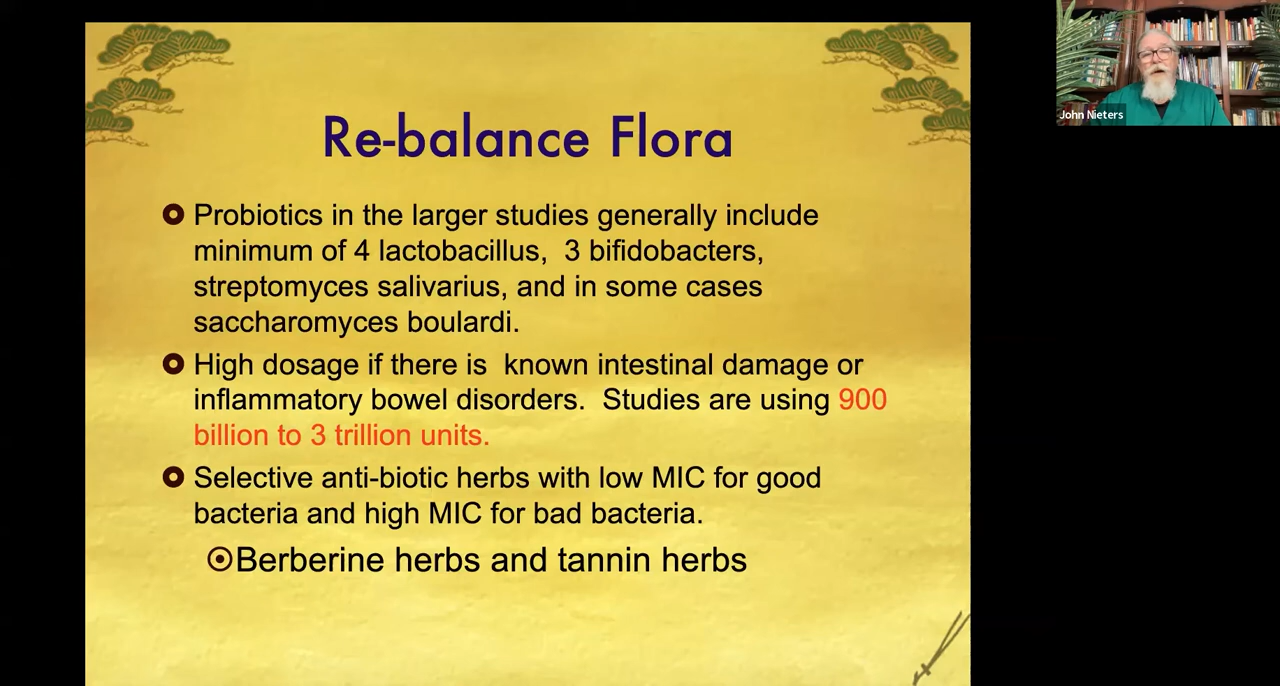 John Nieters
Re-balance Flora
Probiotics in the larger studies generally include
minimum of 4 lactobacillus, 3 bifidobacters,
streptomyces salivarius, and in some cases
saccharomyces boulardi.
High dosage if there is known intestinal damage or
inflammatory bowel disorders. Studies are using 900
billion to 3 trillion units.
Selective anti-biotic herbs with low MIC for good
bacteria and high MIC for bad bacteria.
Berberine herbs and tannin herbs